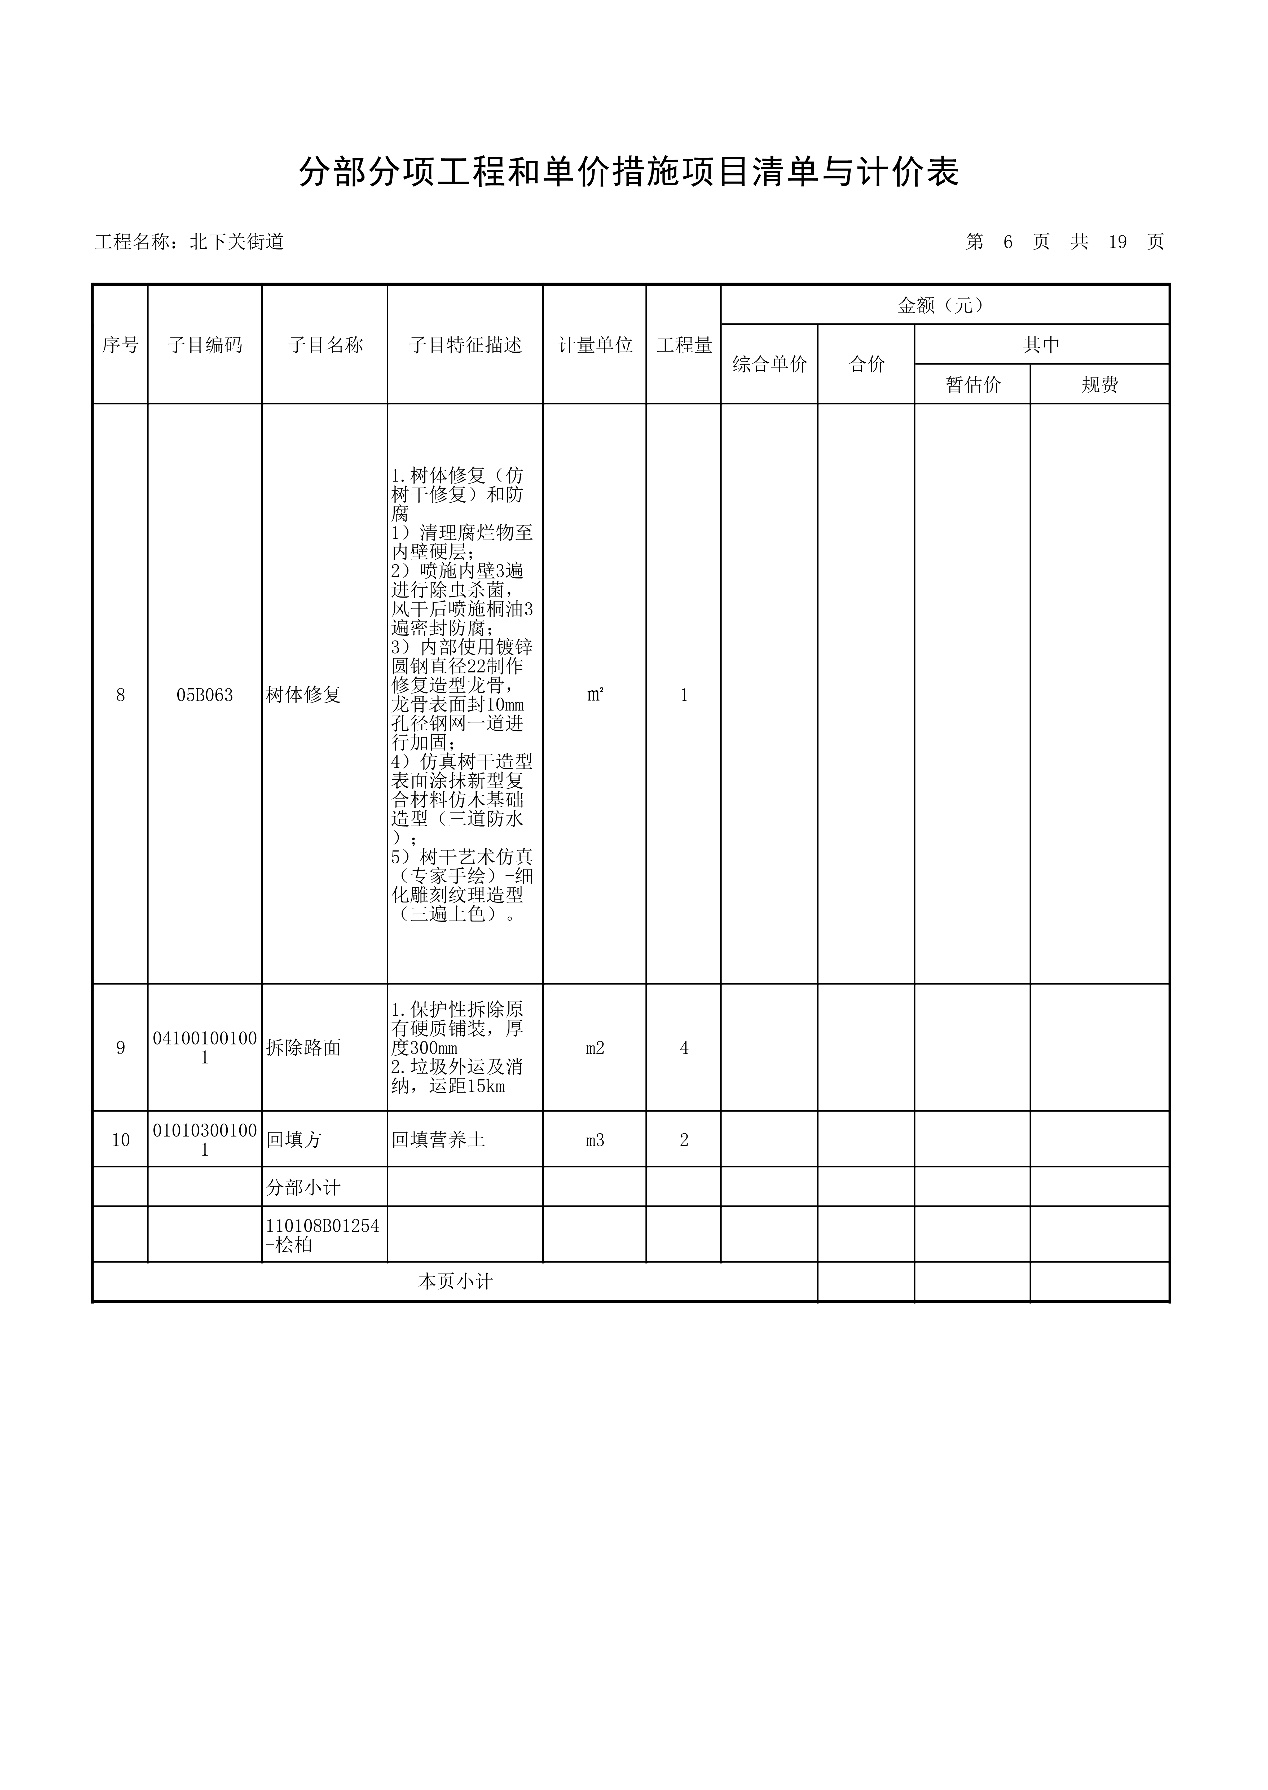 分部分项工程和单价措施项目清单与计价表
工程名称：北下关街道
第 6 页 共 19 页
序号
子目编码
子目名称
子目特征描述
计量单位
工程量
金额（元）
综合单价
合价
其中
暂估价
规费
8
05B063
树体修复
1.树体修复（仿
树干修复）和防
腐
1）清理腐烂物至
内壁硬层；
2）喷施内壁3遍
进行除虫杀菌，
风干后喷施桐油3
遍密封防腐；
3）内部使用镀锌
圆钢直径22制作
修复造型龙骨，
龙骨表面封10mm
孔径钢网一道进
行加固；
4）仿真树干造型
表面涂抹新型复
合材料仿木基础
造型（三道防水
）；
5）树干艺术仿真
（专家手绘）-细
化雕刻纹理造型
（三遍上色）。
m²
1
9
04100100100
1
拆除路面
1.保护性拆除原
有硬质铺装，厚
度300mm
2.垃圾外运及消
纳，运距15km
m2
4
10
01010300100
1
回填方
回填营养土
m3
2
分部小计
110108B01254
-桧柏
本页小计